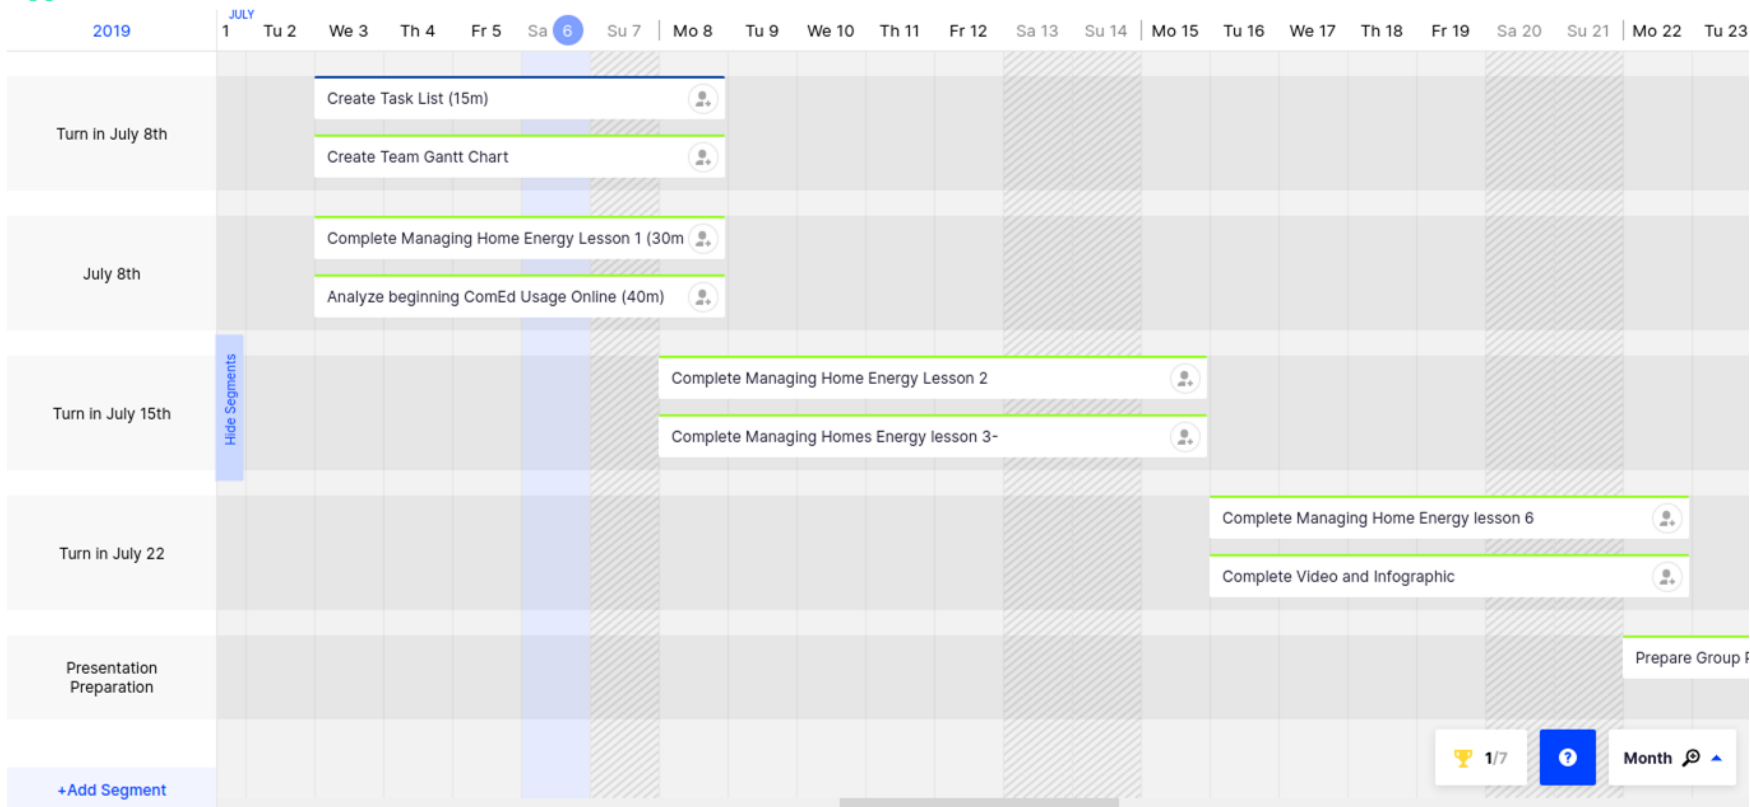 JULY
2019 1 Tu 2 We 3 Th 4 Fr 5 Sa 6 Su 7 Mo 8 Tu 9 We 10 Th 11 Fr 12 Sa 13 Su 14 Mo 15 Tu 16 We 17 Th 18 Fr 19 Sa 20 Su 21 Mo 22 Tu 23
Turn in July 8th
Create Task List (15m)
Create Team Gantt Chart
July 8th
Complete Managing Home Energy Lesson 1 (30m
Analyze beginning ComEd Usage Online (40m)
Hide Segments
Turn in July 15th
Complete Managing Home Energy Lesson 2
Complete Managing Homes Energy lesson 3-
Turn in July 22
Complete Managing Home Energy lesson 6
Complete Video and Infographic
Presentation
Preparation
Prepare Group
1/7
?
Month
+Add Segment